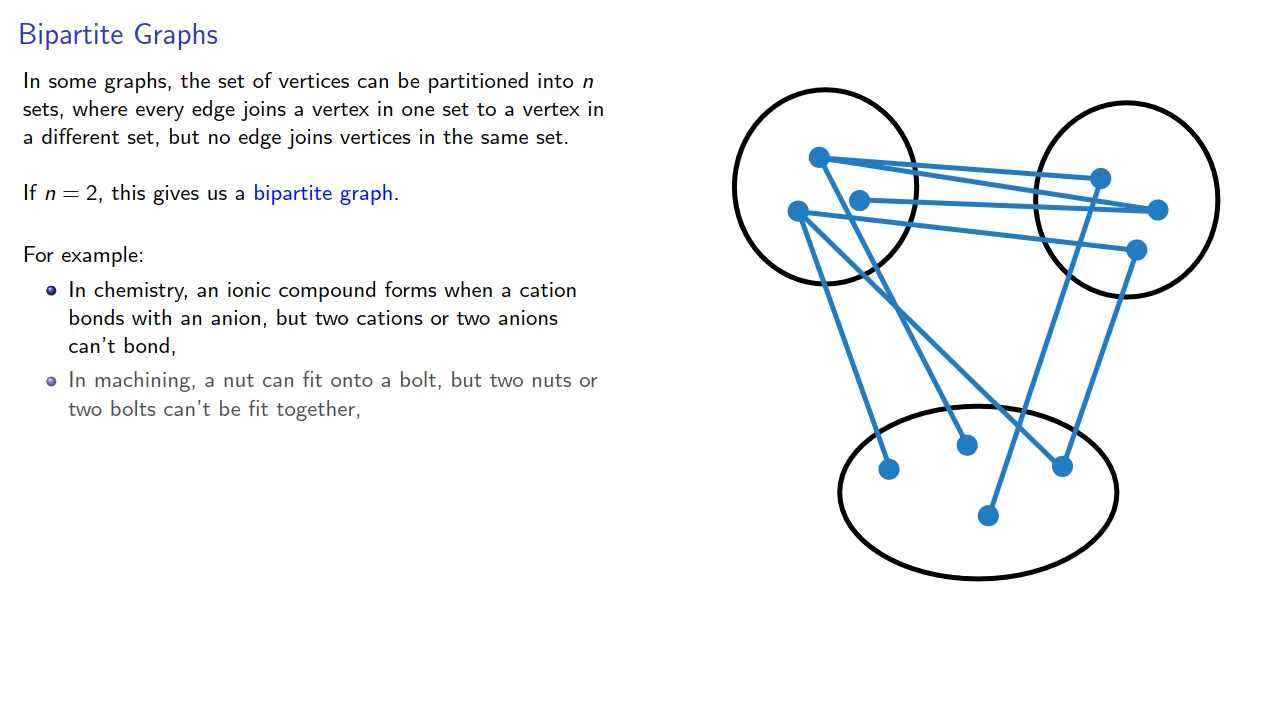 Bipartite Graphs
In some graphs, the set of vertices can be partitioned into n
sets, where every edge joins a vertex in one set to a vertex in
a different set, but no edge joins vertices in the same set.
If n = 2, this gives us a bipartite graph.
For example:
In chemistry, an ionic compound forms when a cation
bonds with an anion, but two cations or two anions
can't bond,
In machining, a nut can fit onto a bolt, but two nuts or
two bolts can't be fit together,